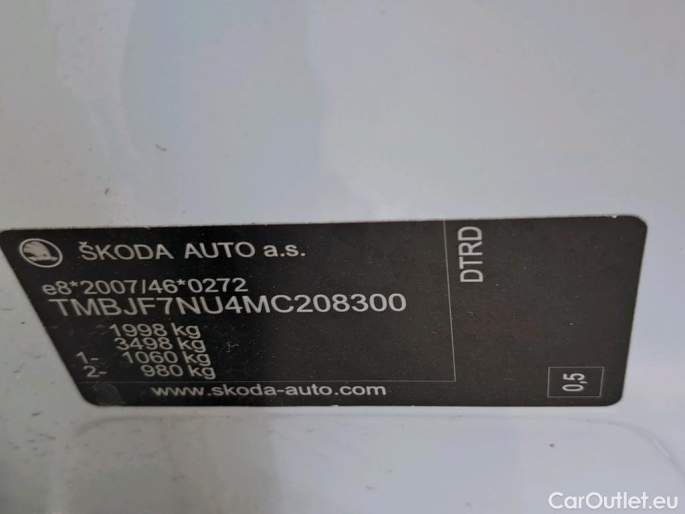 ŠKODA AUTO a.s.
e8*2007/46*0272
TMBJF7NU4MC208300
1998 kg
3498 kg
1- 1060 kg
2- 980 kg
www.skoda-auto.com
DTRD
0,5
CarOutlet.eu